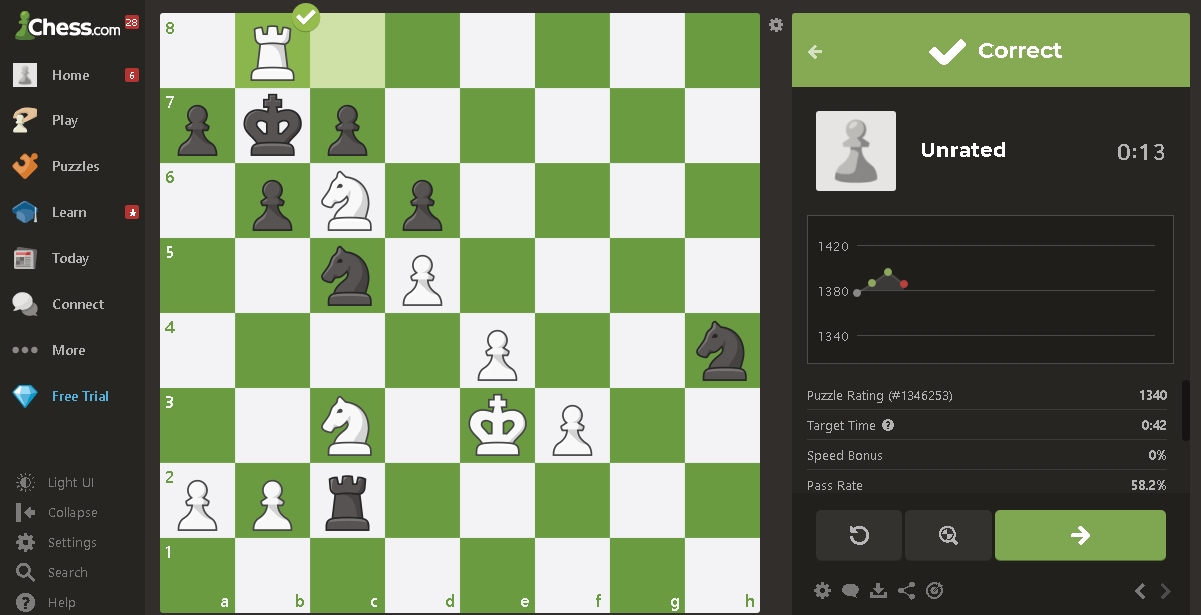 Chess.com 28
Home 6
Play
Puzzles
Learn
Today
Connect
More
Free Trial
Light UI
Collapse
Settings
Search
Help
8
7
6
5
4
3
2
1
a b c d e f g h
Correct
Unrated 0:13
1420
1380
1340
Puzzle Rating (#1346253) 1340
Target Time ? 0:42
Speed Bonus 0%
Pass Rate 58.2%